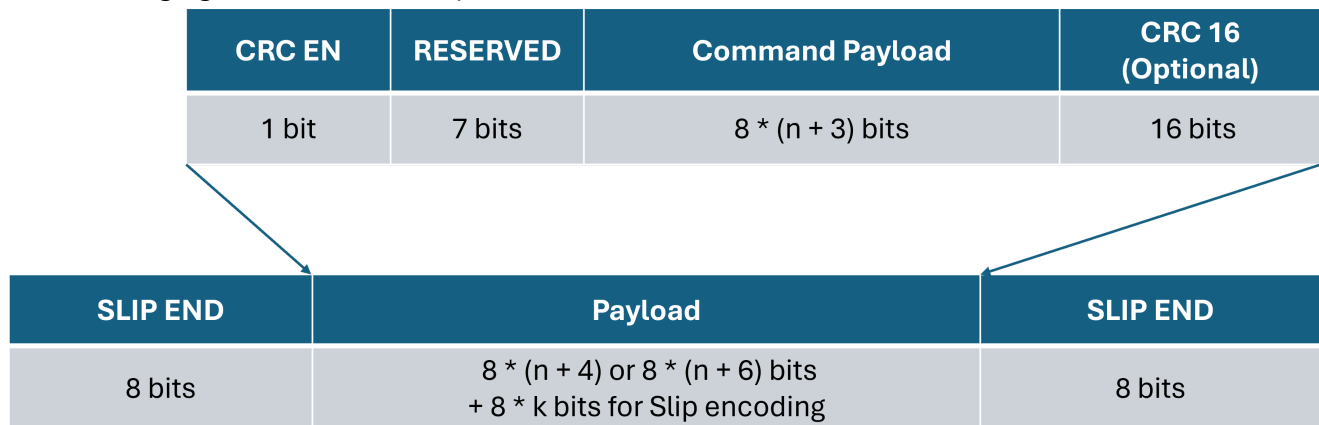 CRC EN
RESERVED
Command Payload
CRC 16
(Optional)
1 bit
7 bits
8 * (n + 3) bits
16 bits
SLIP END
Payload
SLIP END
8 bits
8 * (n + 4) or 8 * (n + 6) bits
+ 8 * k bits for Slip encoding
8 bits